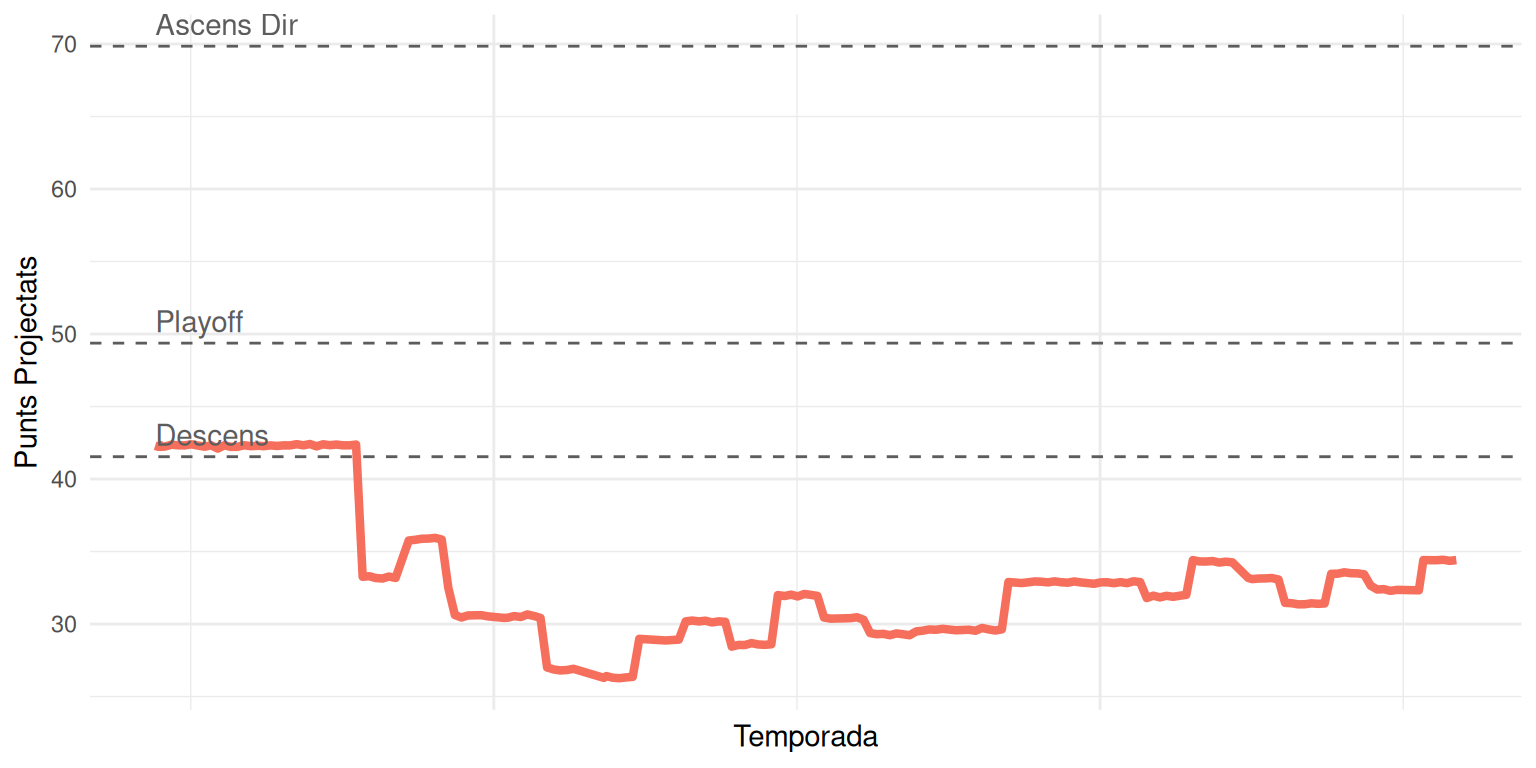 Ascens Dir
70
60
Playoff
50
Descens
40
30
Punts Projectats
Temporada